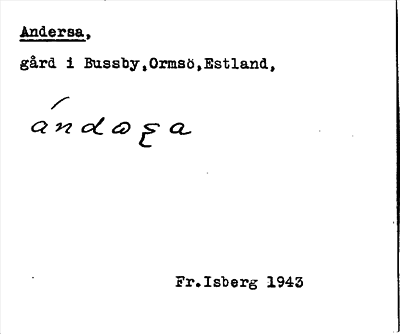 Andersa,
gård i Bussby,Ormsö,Estland,
Fr.Isberg 1943